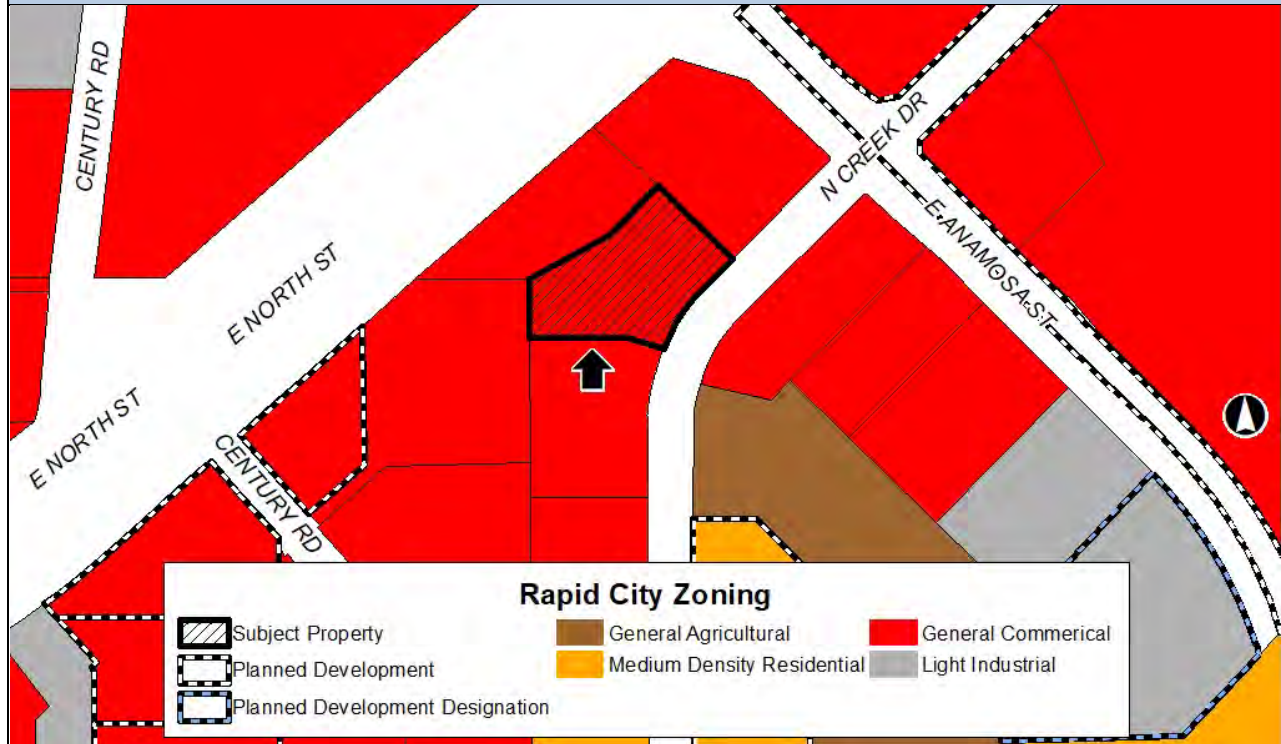 CENTURY RD
N CREEK DR
E NORTH ST
E ANAMOSA ST
E NORTH ST
CENTURY RD
Rapid City Zoning
Subject Property
General Agricultural
General Commerical
Planned Development
Medium Density Residential
Light Industrial
Planned Development Designation